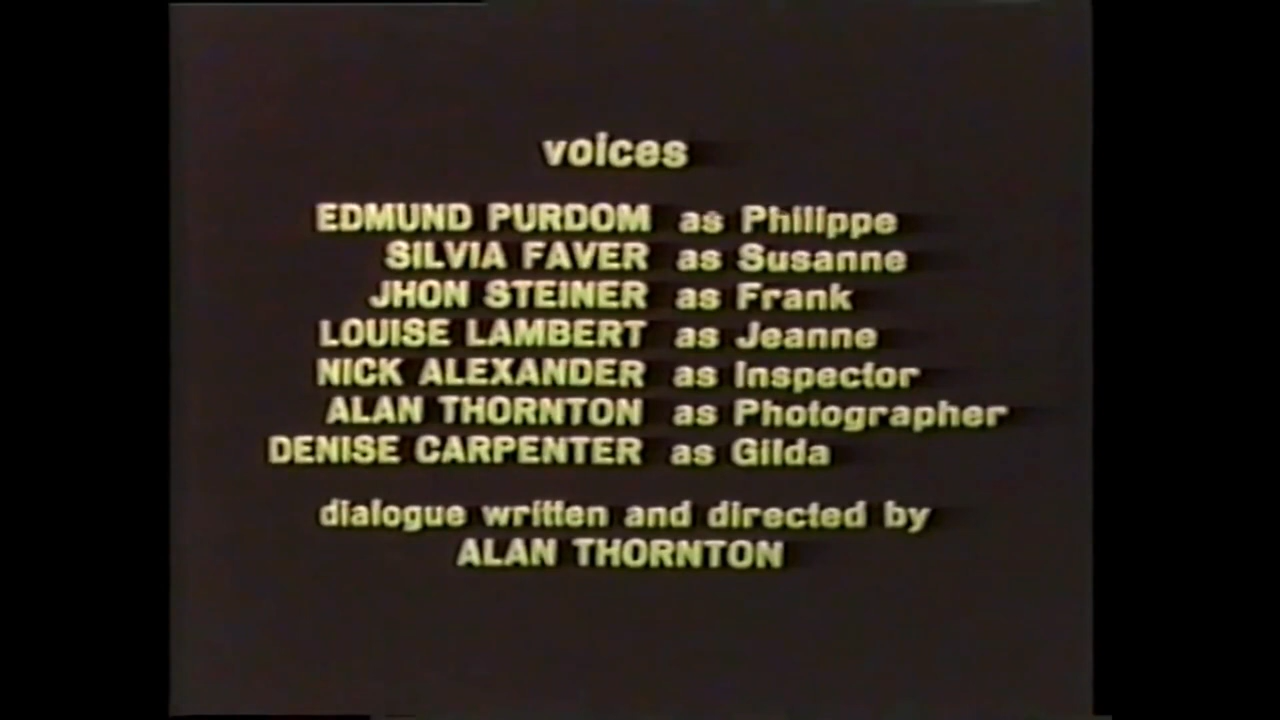 voices
EDMUND PURDOM as Philippe
SILVIA FAVER as Susanne
JHON STEINER as Frank
LOUISE LAMBERT as Jeanne
NICK ALEXANDER as Inspector
ALAN THORNTON as Photographer
DENISE CARPENTER as Gilda
dialogue written and directed by
ALAN THORNTON